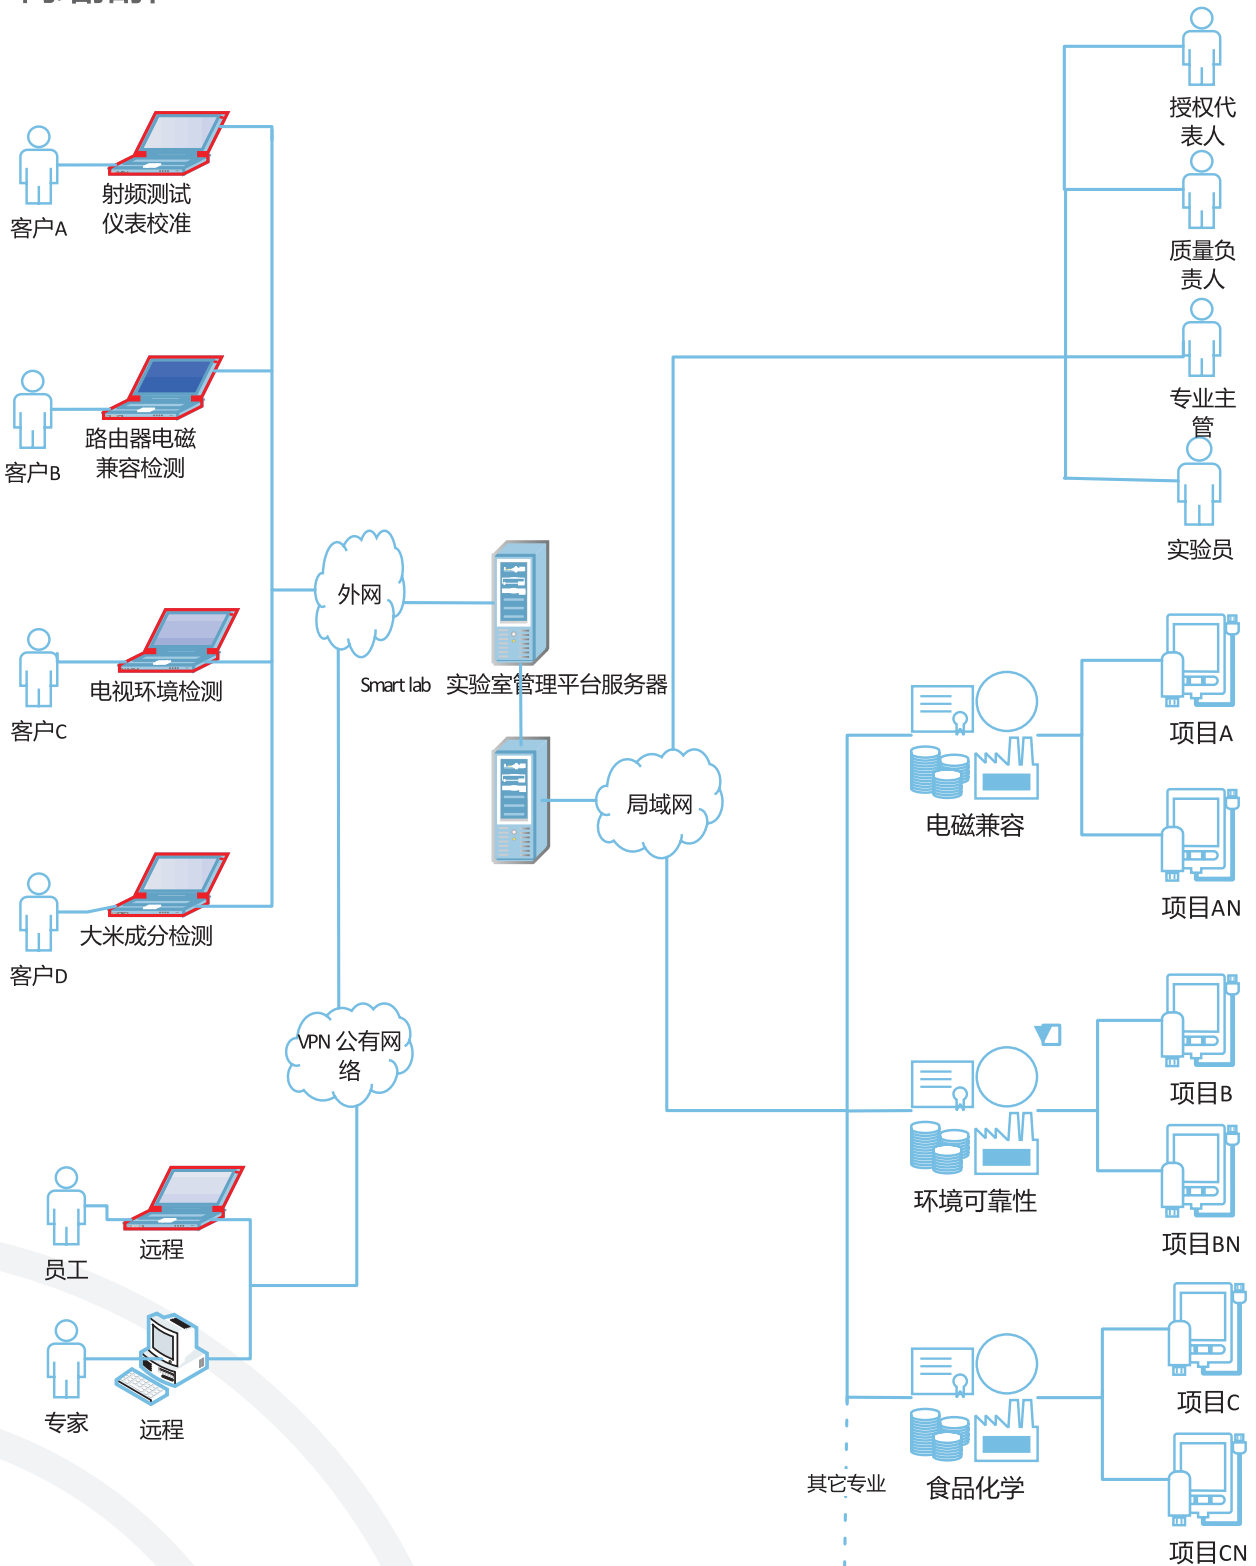 客户A
射频测试
仪表校准
客户B
路由器电磁
兼容检测
客户C
电视环境检测
客户D
大米成分检测
外网
Smart lab 实验室管理平台服务器
局域网
VPN 公有网
络
员工
远程
专家
远程
授权代
表人
质量负
责人
专业主
管
实验员
电磁兼容
项目A
项目AN
环境可靠性
项目B
项目BN
其它专业
食品化学
项目C
项目CN